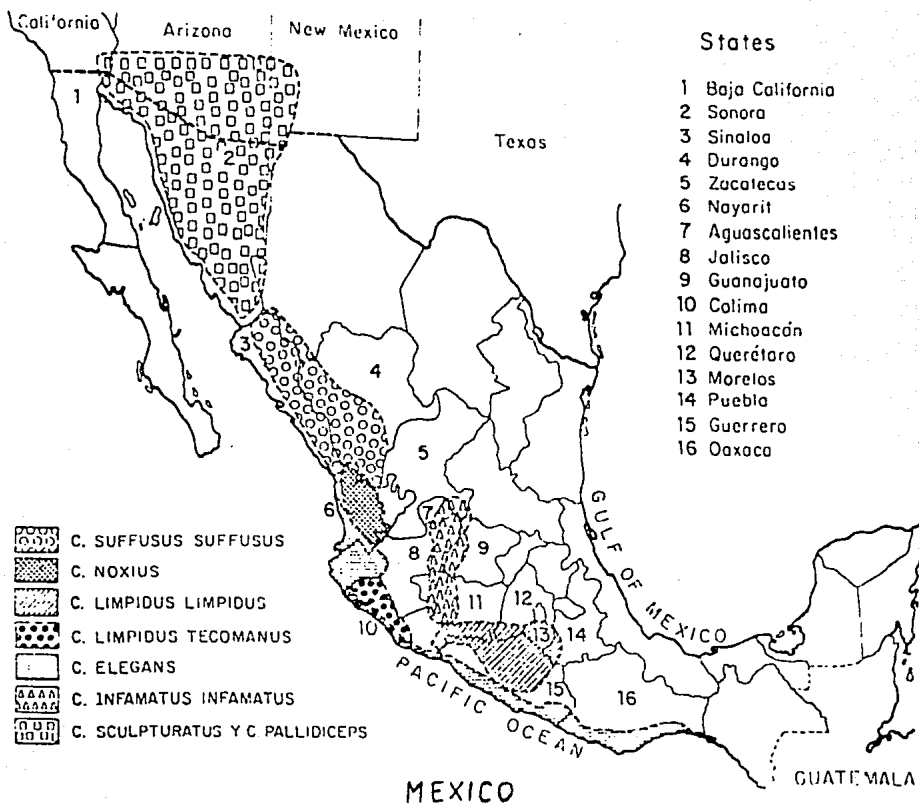 California
Arizona
New Mexico
Texas
States
1 Baja California
2 Sonora
3 Sinaloa
4 Durango
5 Zacatecas
6 Nayarit
7 Aguascalientes
8 Jalisco
9 Guanajuato
10 Colima
11 Michoacán
12 Querétaro
13 Morelos
14 Puebla
15 Guerrero
16 Oaxaca
1
2
3
4
5
6
7
8
9
10
11
12
13
14
15
16
C. SUFFUSUS SUFFUSUS
C. NOXIUS
C. LIMPIDUS LIMPIDUS
C. LIMPIDUS TECOMANUS
C. ELEGANS
C. INFAMATUS INFAMATUS
C. SCULPTURATUS Y C. PALLIDICEPS
GULF OF MEXICO
PACIFIC OCEAN
GUATEMALA
MEXICO